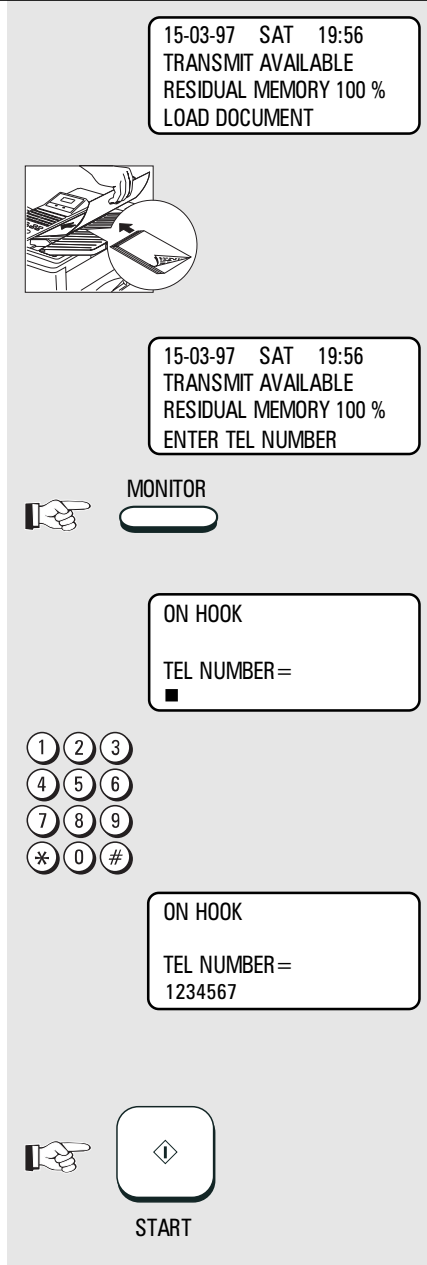 15-03-97 SAT 19:56
TRANSMIT AVAILABLE
RESIDUAL MEMORY 100 %
LOAD DOCUMENT
15-03-97 SAT 19:56
TRANSMIT AVAILABLE
RESIDUAL MEMORY 100 %
ENTER TEL NUMBER
MONITOR
ON HOOK
TEL NUMBER=
■
1 2 3
4 5 6
7 8 9
* 0 #
ON HOOK
TEL NUMBER=
1234567
START